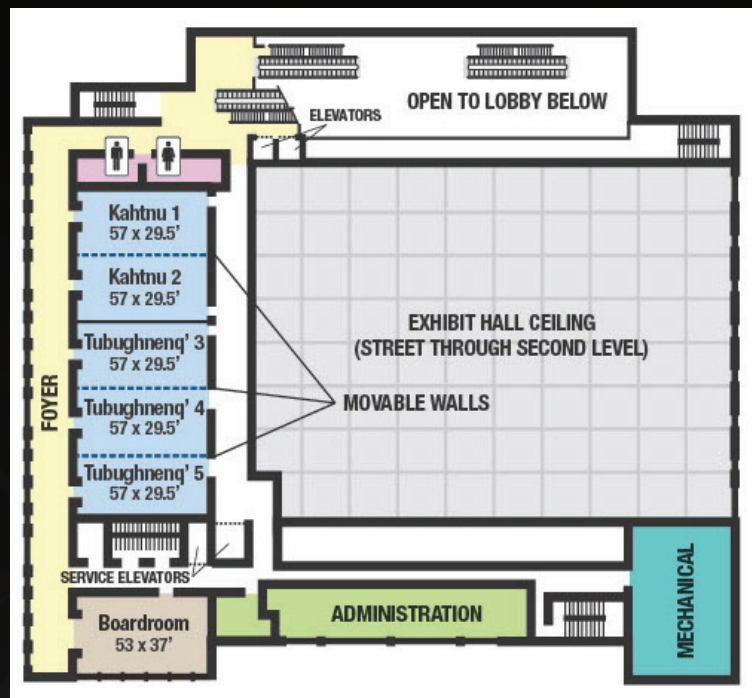 OPEN TO LOBBY BELOW
ELEVATORS
Kahtnu 1
57 x 29.5'
Kahtnu 2
57 x 29.5'
Tubughnenq' 3
57 x 29.5'
Tubughnenq' 4
57 x 29.5'
Tubughnenq' 5
57 x 29.5'
FOYER
EXHIBIT HALL CEILING
(STREET THROUGH SECOND LEVEL)
MOVABLE WALLS
SERVICE ELEVATORS
Boardroom
53 x 37'
ADMINISTRATION
MECHANICAL